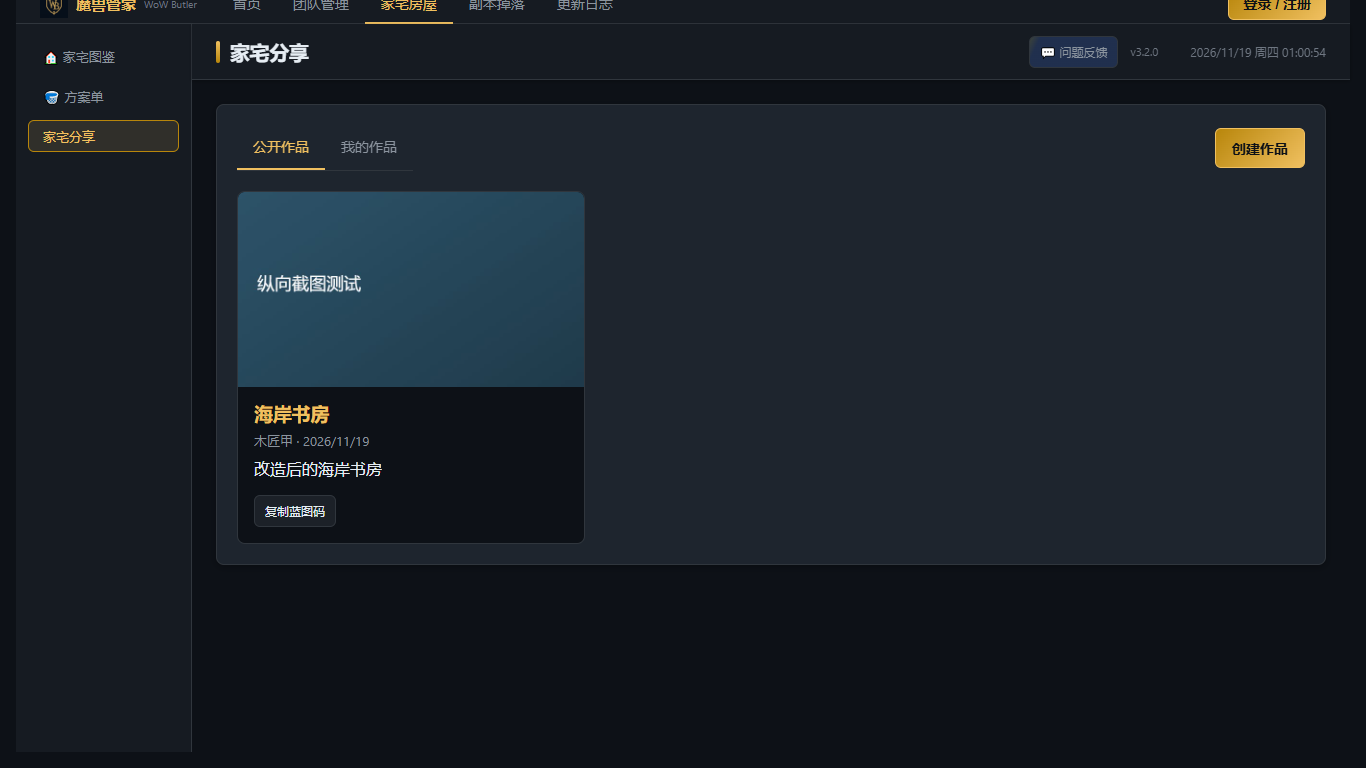 魔兽管家 WoW Butler 首页 团队管理 家宅房屋 副本掉落 更新日志 登录 / 注册
家宅图鉴
方案单
家宅分享
家宅分享
问题反馈 v3.2.0 2026/11/19 周四 01:00:54
公开作品 我的作品
创建作品
纵向截图测试
海岸书房
木匠甲 · 2026/11/19
改造后的海岸书房
复制蓝图码